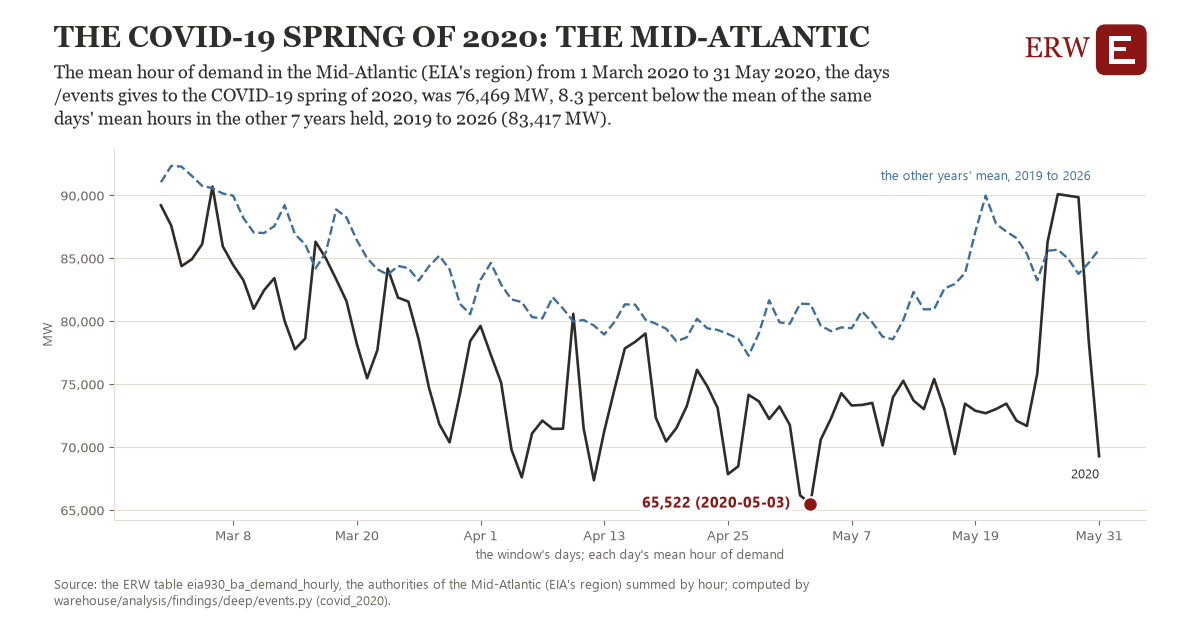 THE COVID-19 SPRING OF 2020: THE MID-ATLANTIC
ERW E
The mean hour of demand in the Mid-Atlantic (EIA's region) from 1 March 2020 to 31 May 2020, the days
/events gives to the COVID-19 spring of 2020, was 76,469 MW, 8.3 percent below the mean of the same
days' mean hours in the other 7 years held, 2019 to 2026 (83,417 MW).
the other years' mean, 2019 to 2026
90,000
85,000
80,000
75,000
70,000
65,000
MW
65,522 (2020-05-03)
2020
Mar 8
Mar 20
Apr 1
Apr 13
Apr 25
May 7
May 19
May 31
the window's days; each day's mean hour of demand
Source: the ERW table eia930_ba_demand_hourly, the authorities of the Mid-Atlantic (EIA's region) summed by hour; computed by
warehouse/analysis/findings/deep/events.py (covid_2020).